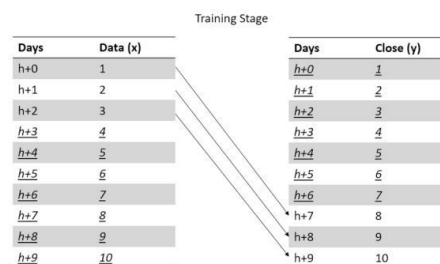 Training Stage
Days Data (x) Days Close (y)
h+0 1 h+0 1
h+1 2 h+1 2
h+2 3 h+2 3
h+3 4 h+3 4
h+4 5 h+4 5
h+5 6 h+5 6
h+6 7 h+6 7
h+7 8 h+7 8
h+8 9 h+8 9
h+9 10 h+9 10